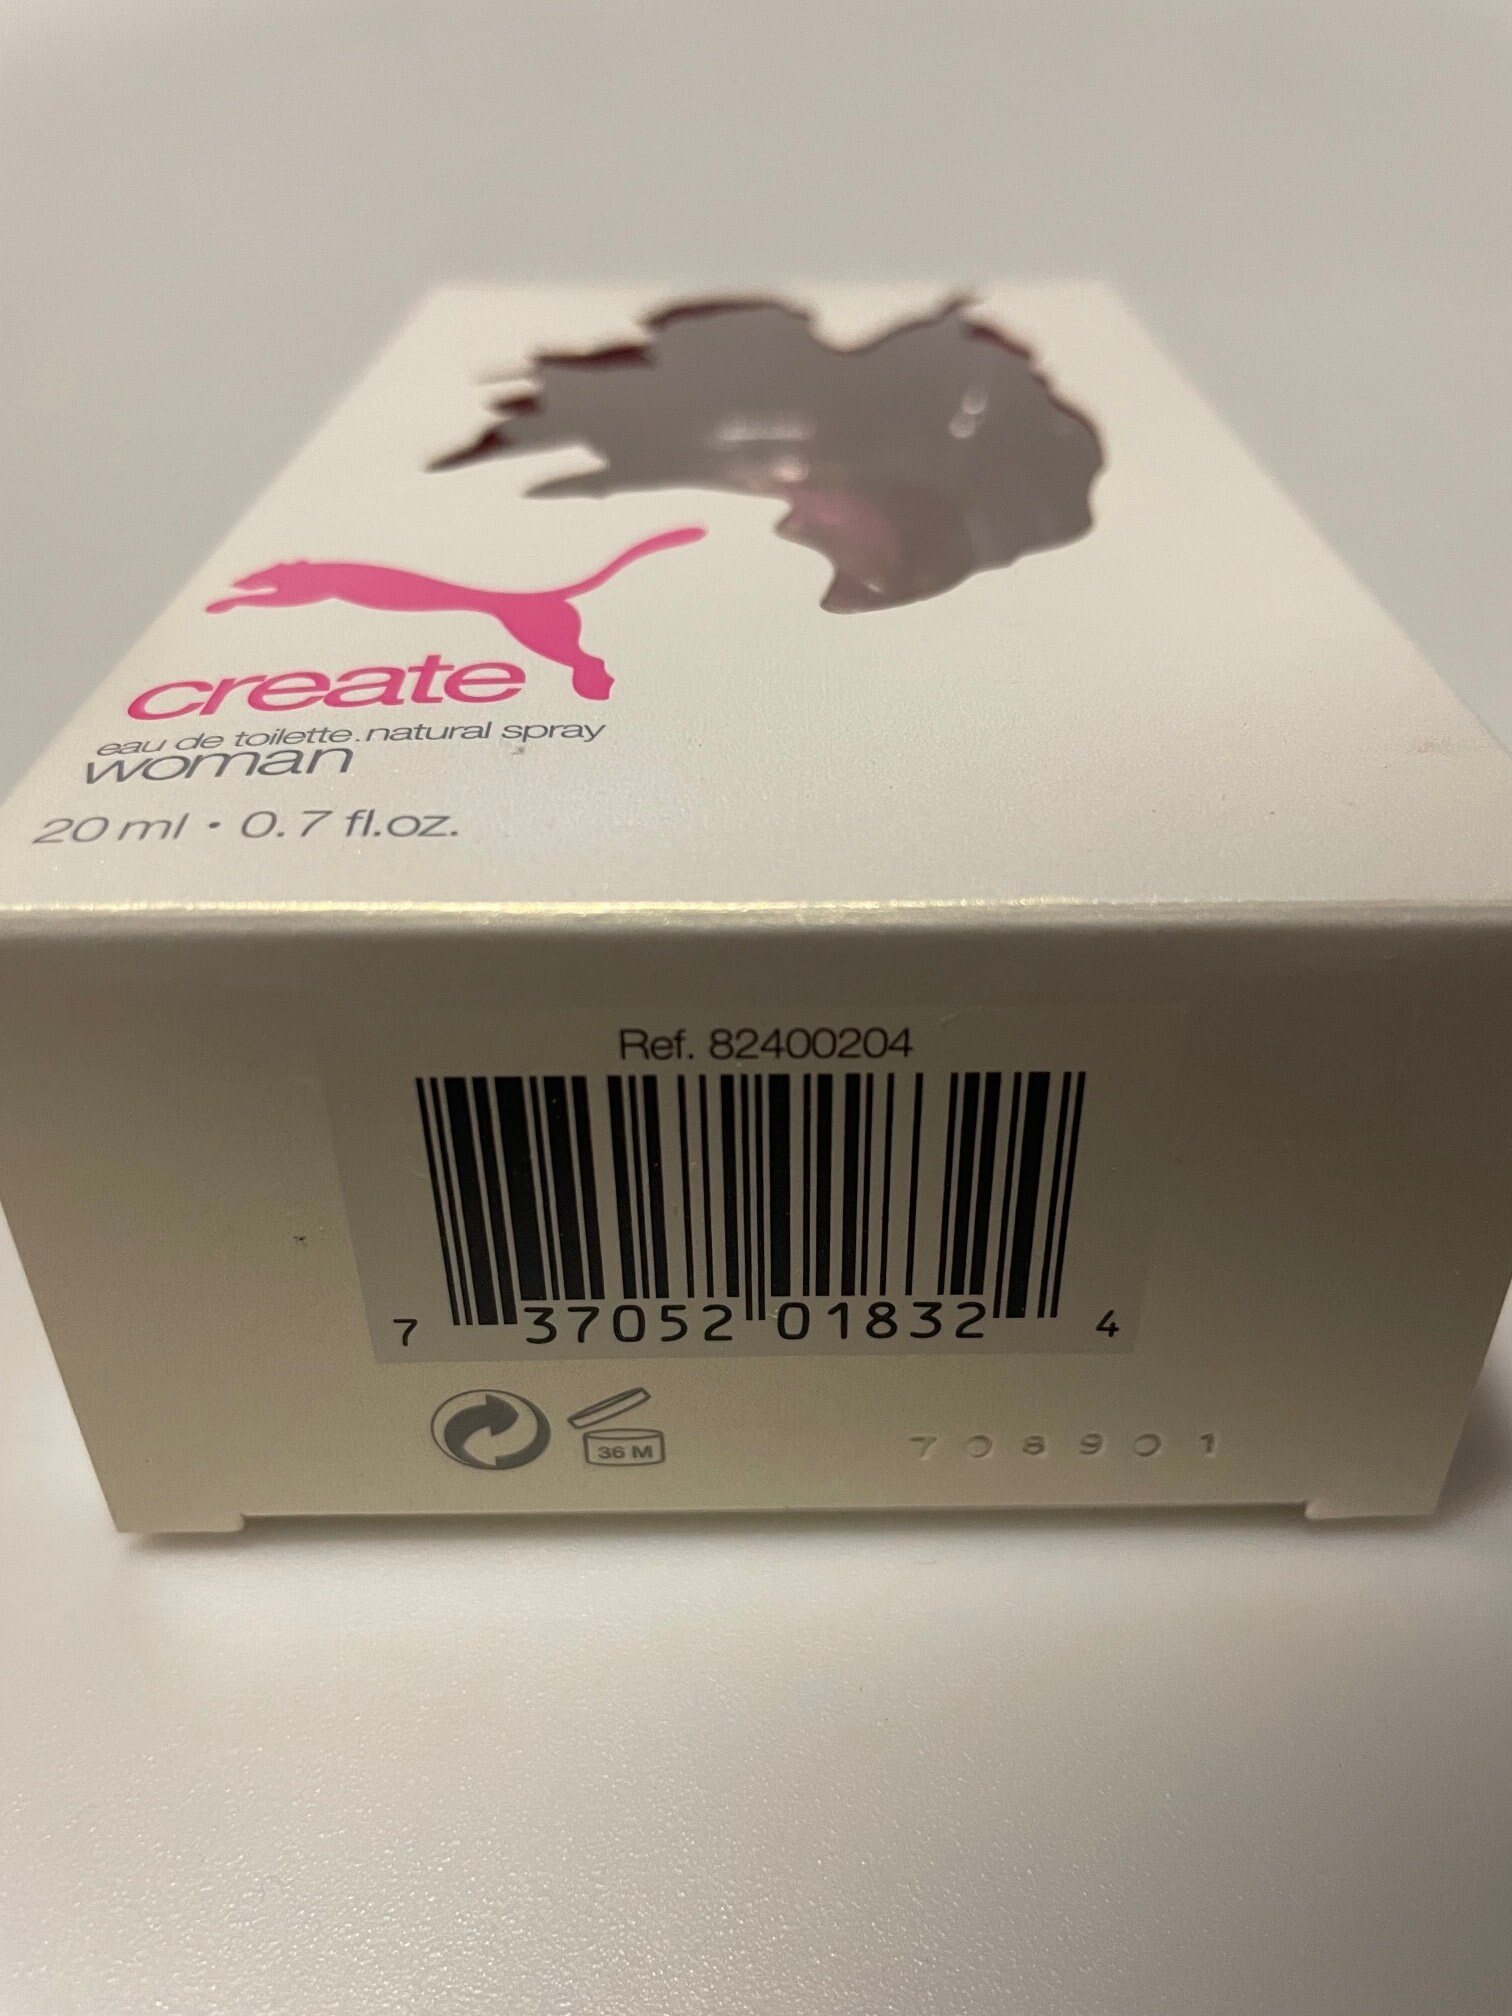 create
eau de toilette.natural spray
woman
20 ml • 0.7 fl.oz.
Ref. 82400204
7 37052 01832 4
36 M
708901